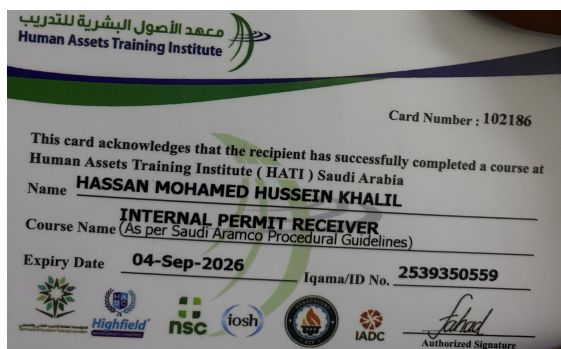 معهد الأصول البشرية للتدريب
Human Assets Training Institute
Card Number : 102186
This card acknowledges that the recipient has successfully completed a course at
Human Assets Training Institute ( HATI ) Saudi Arabia
Name HASSAN MOHAMED HUSSEIN KHALIL
Course Name INTERNAL PERMIT RECEIVER
(As per Saudi Aramco Procedural Guidelines)
Expiry Date 04-Sep-2026
Iqama/ID No. 2539350559
Highfield
nsc
iosh
IADC
Fahad
Authorized Signature